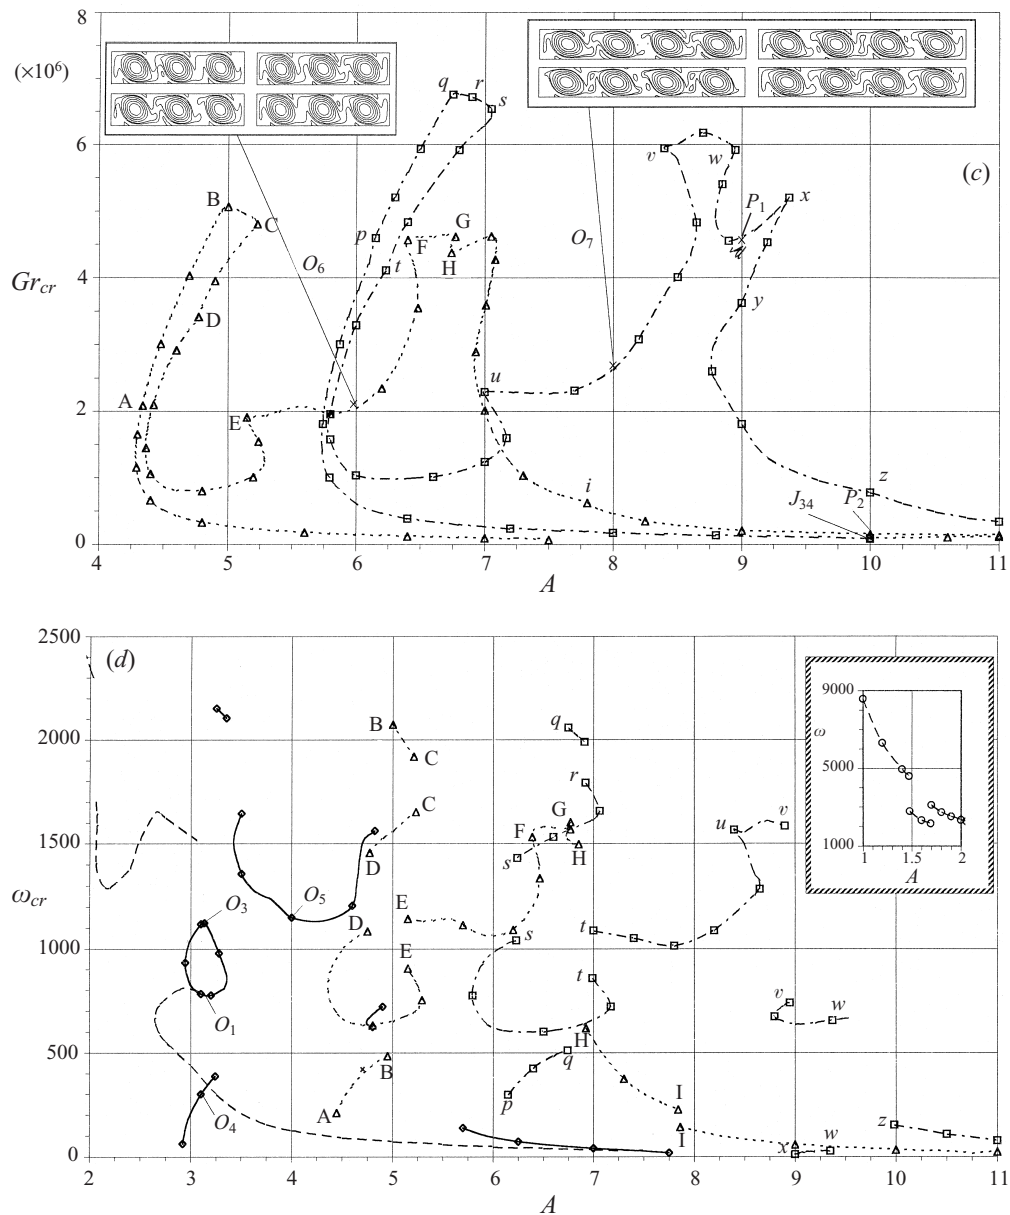 8
(×10⁶)
6
4
Gr_cr
2
0
4 5 6 7 8 9 10 11
A
(c)
q r s
B
C
p
O₆
F
G
H
t
O₇
D
A
E
u
i
v
w
P₁
x
y
z
J₃₄
P₂
2500
(d)
2000
1500
ω_cr
1000
500
0
2 3 4 5 6 7 8 9 10 11
A
B
C
C
D
O₃
O₅
D
E
E
O₁
O₄
A
B
q
r
G
F
H
s
s
t
t
H
q
p
I
I
u
v
v
w
x
w
z
9000
ω
5000
1000
1 1.5 2
A